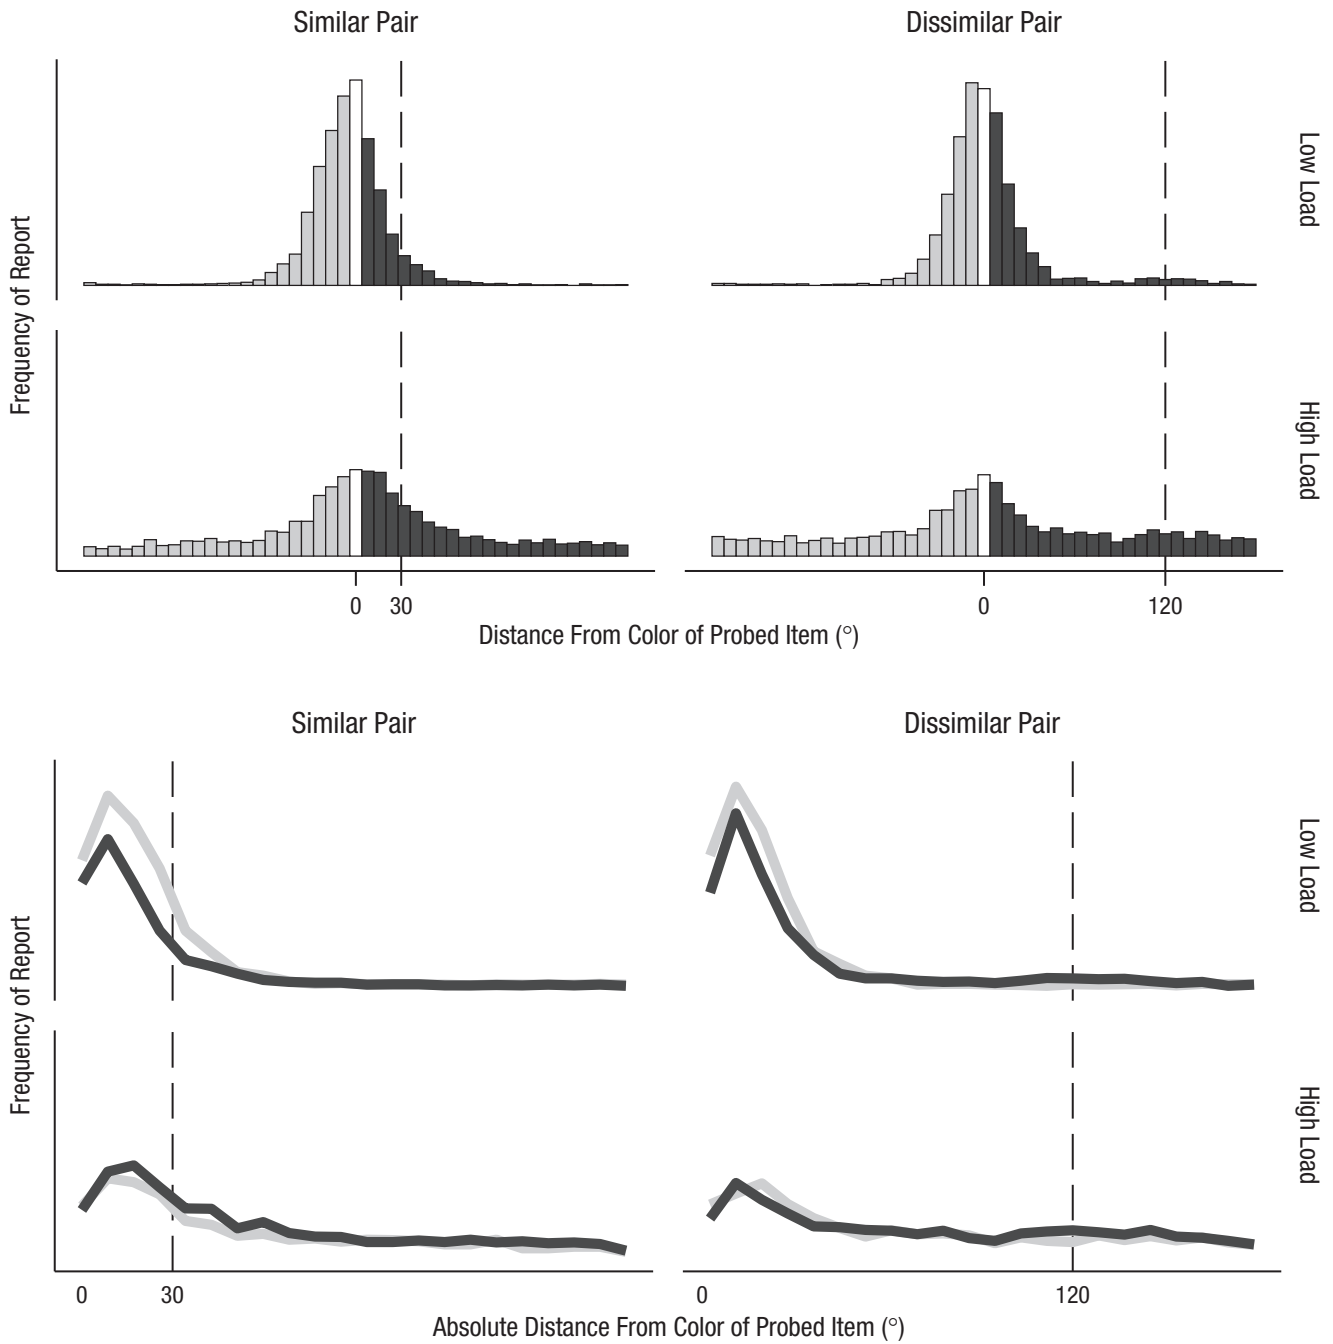 Similar Pair
Dissimilar Pair
Frequency of Report
Low Load
High Load
0 30
0 120
Distance From Color of Probed Item (°)
Similar Pair
Dissimilar Pair
Frequency of Report
Low Load
High Load
0 30
0 120
Absolute Distance From Color of Probed Item (°)